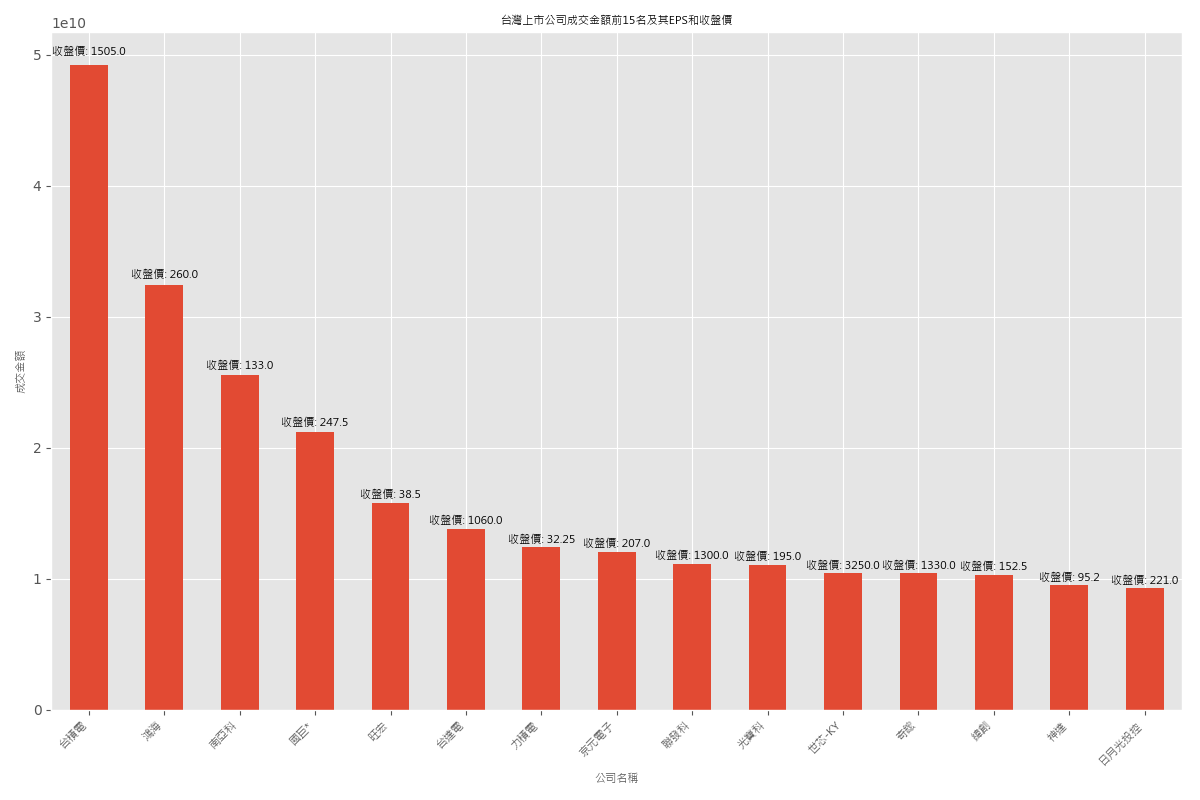 台灣上市公司成交金額前15名及其EPS和收盤價
1e10
5
4
3
2
1
0
成交金額
收盤價: 1505.0
收盤價: 260.0
收盤價: 133.0
收盤價: 247.5
收盤價: 38.5
收盤價: 1060.0
收盤價: 32.25
收盤價: 207.0
收盤價: 1300.0
收盤價: 195.0
收盤價: 3250.0
收盤價: 1330.0
收盤價: 152.5
收盤價: 95.2
收盤價: 221.0
台積電
鴻海
南亞科
國巨*
旺宏
台達電
力積電
京元電子
聯發科
光寶科
世芯-KY
奇鋐
緯創
神達
日月光投控
公司名稱